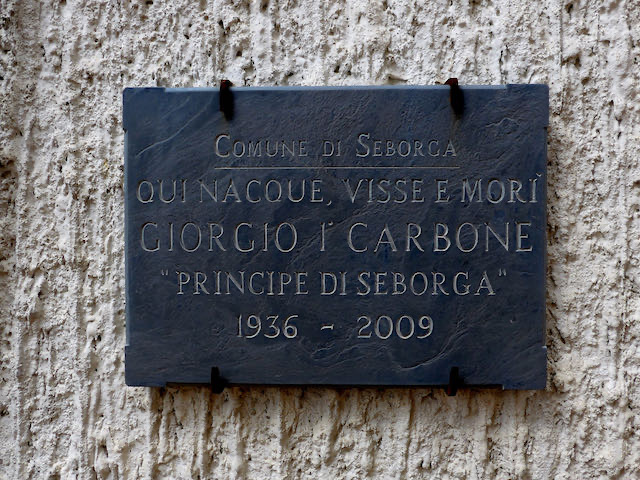 COMUNE DI SEBORGA
QUI NACQUE, VISSE E MORÌ
GIORGIO I° CARBONE
"PRINCIPE DI SEBORGA"
1936 - 2009